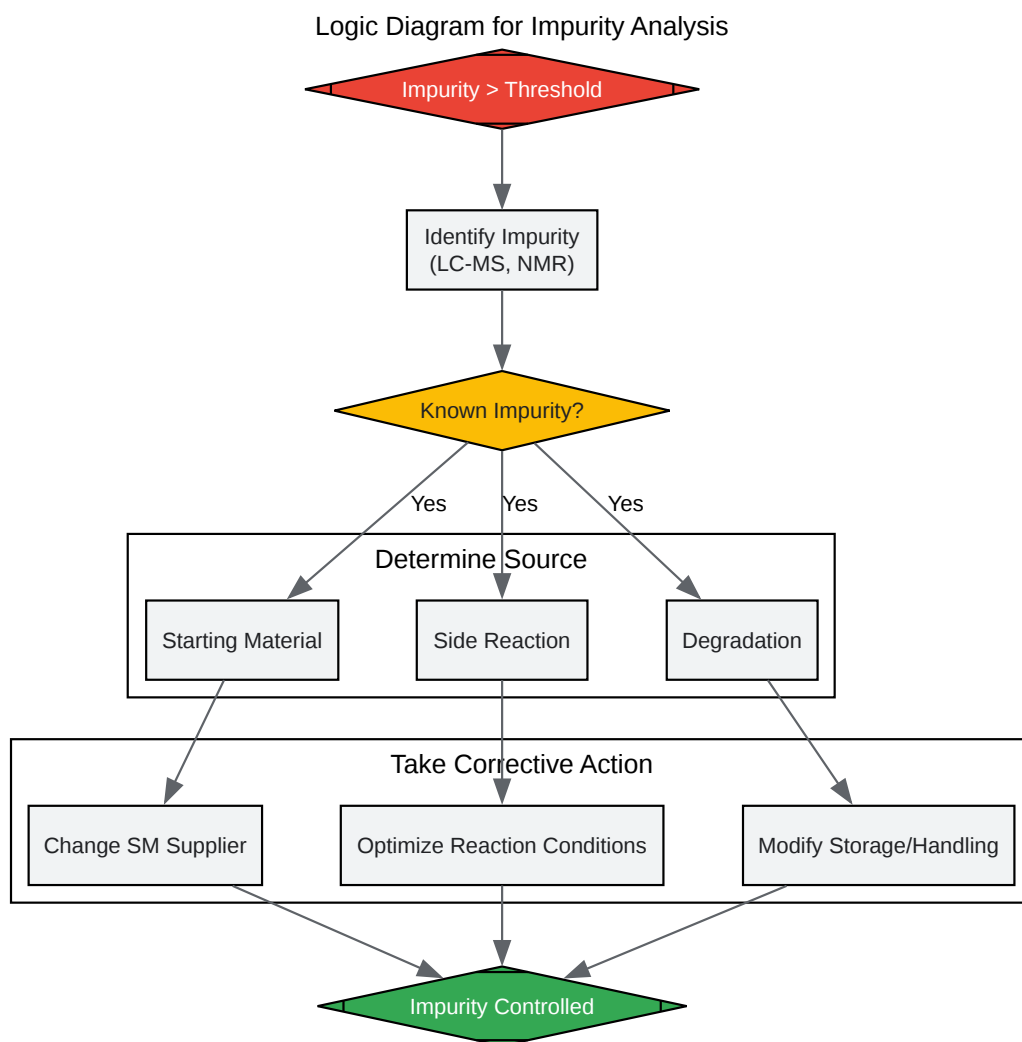 Logic Diagram for Impurity Analysis
Impurity > Threshold
Identify Impurity
(LC-MS, NMR)
Known Impurity?
Yes
Yes
Yes
Determine Source
Starting Material
Side Reaction
Degradation
Take Corrective Action
Change SM Supplier
Optimize Reaction Conditions
Modify Storage/Handling
Impurity Controlled